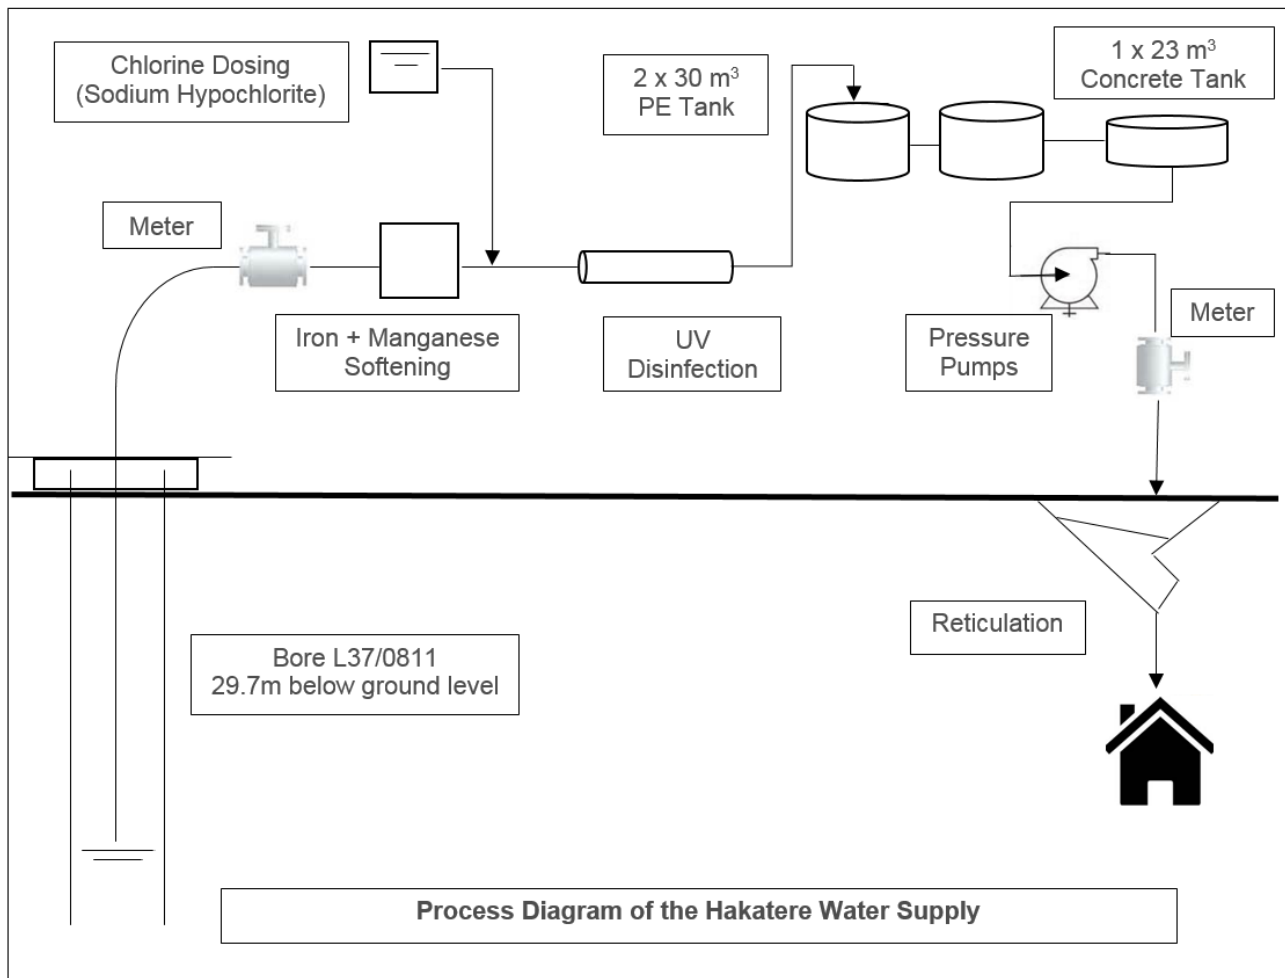 Chlorine Dosing
(Sodium Hypochlorite)
2 x 30 m³
PE Tank
1 x 23 m³
Concrete Tank
Meter
Iron + Manganese
Softening
UV
Disinfection
Pressure
Pumps
Meter
Reticulation
Bore L37/0811
29.7m below ground level
Process Diagram of the Hakatere Water Supply